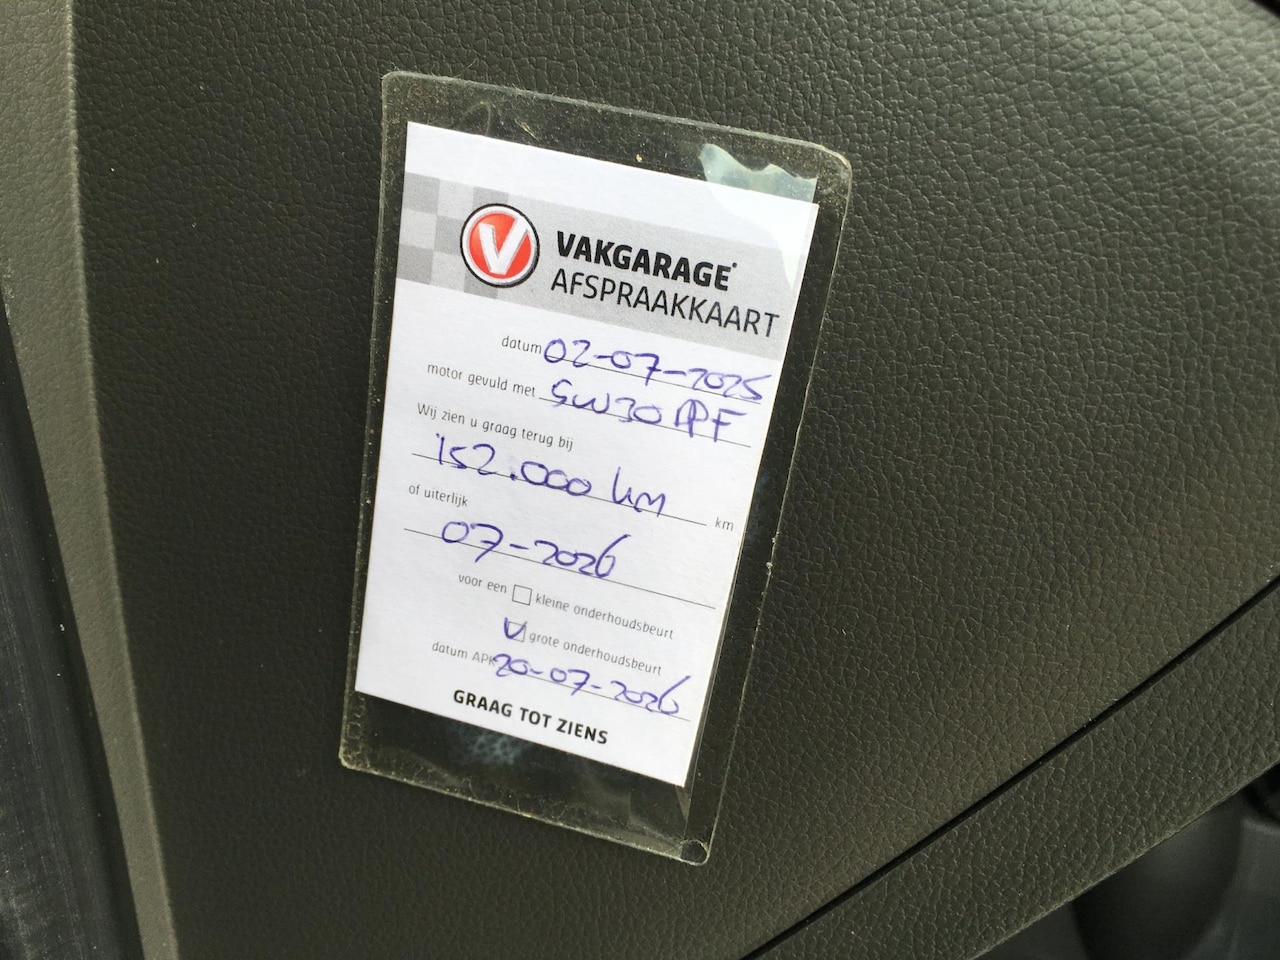 V
VAKGARAGE
AFSPRAAKKAART
datum 02-07-2025
motor gevuld met 5W30 DPF
Wij zien u graag terug bij
152.000 km km
of uiterlijk
07-2026
voor een kleine onderhoudsbeurt
V grote onderhoudsbeurt
datum APK 20-07-2026
GRAAG TOT ZIENS